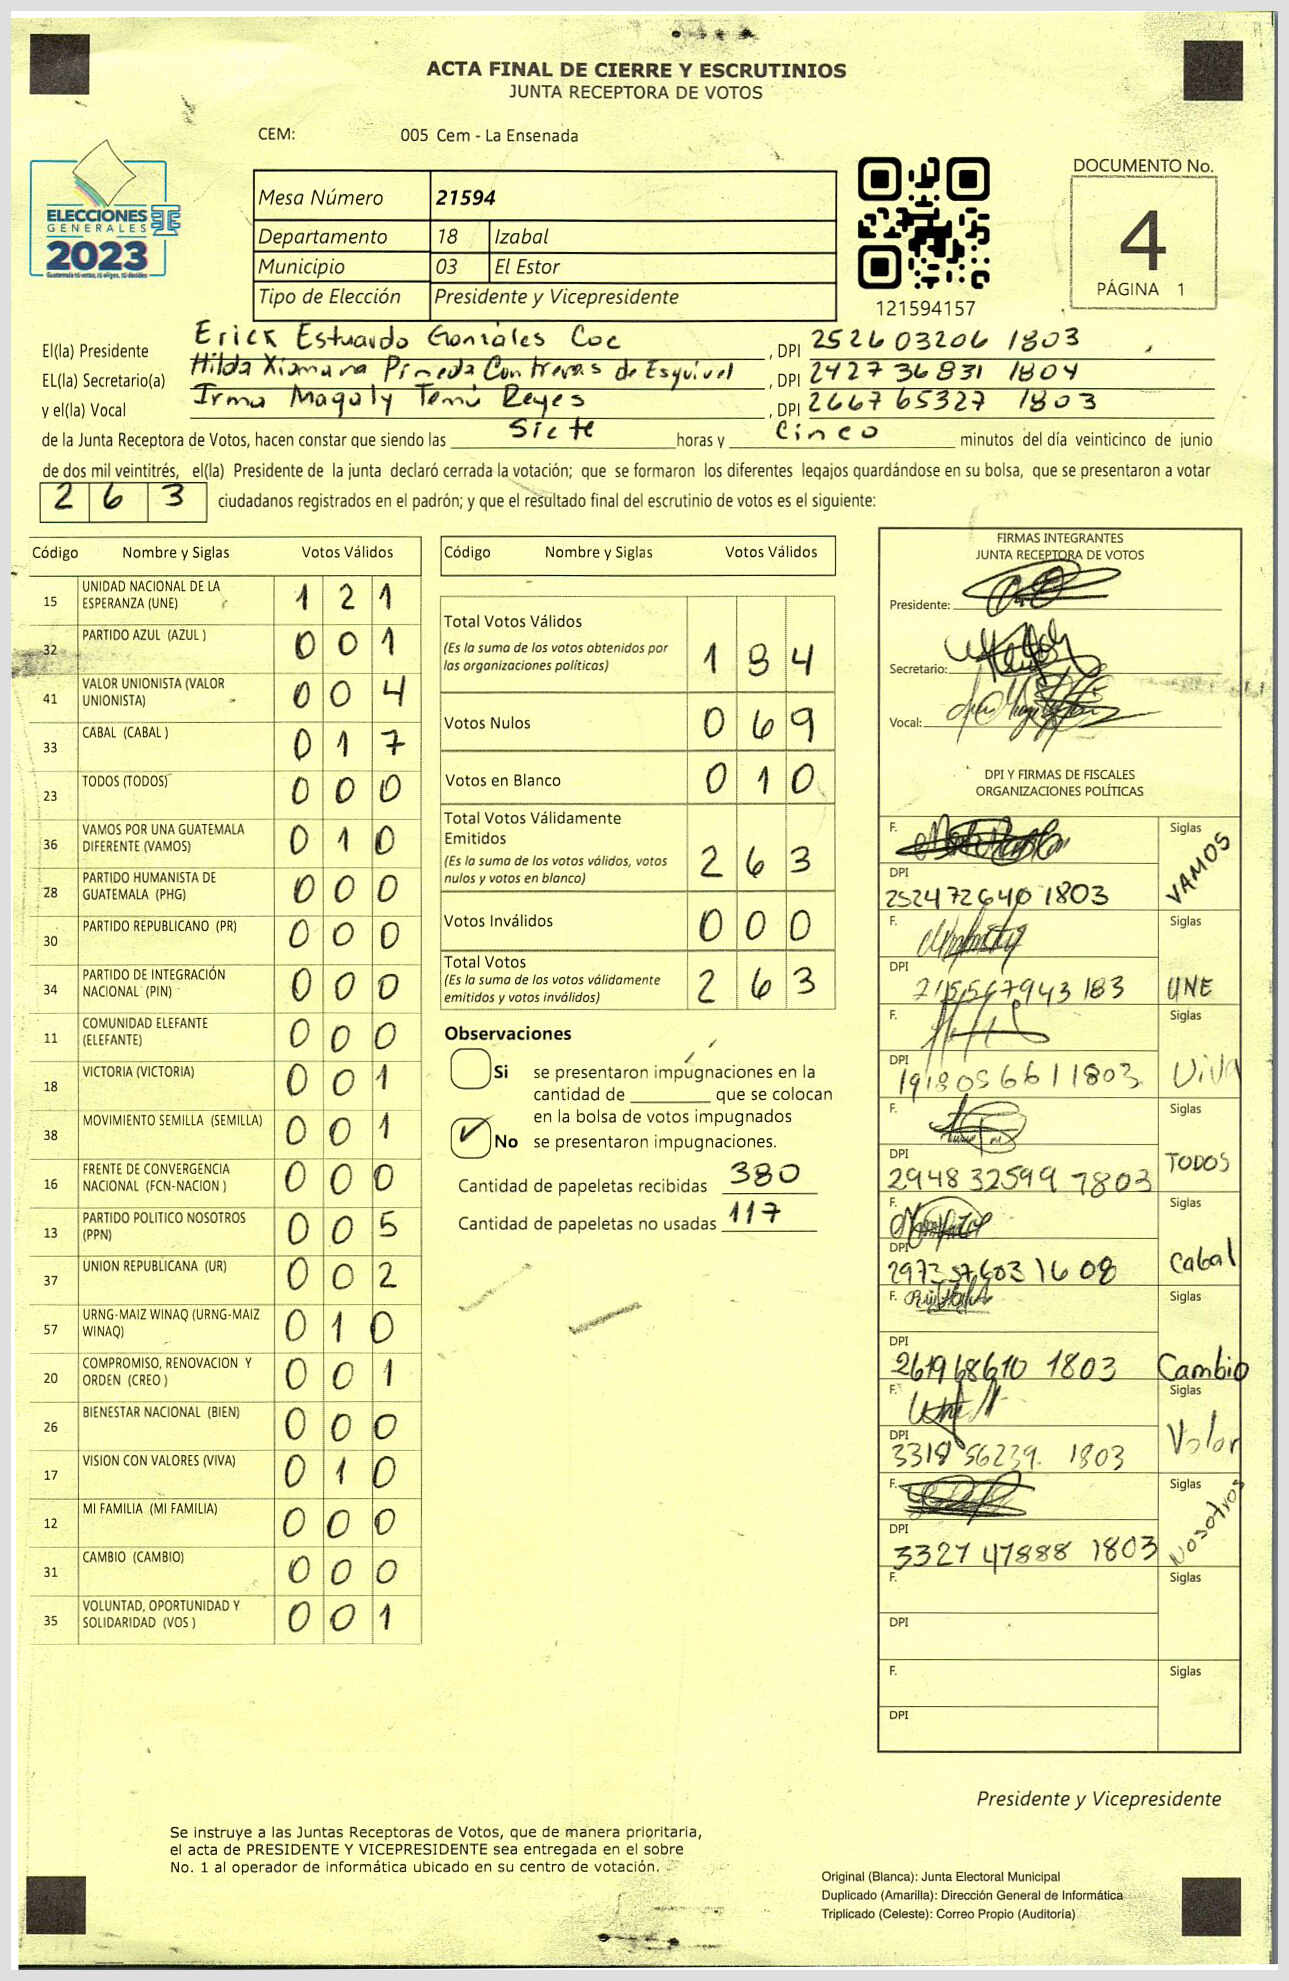 ACTA FINAL DE CIERRE Y ESCRUTINIOS
JUNTA RECEPTORA DE VOTOS
CEM: 005 Cem - La Ensenada
ELECCIONES
GENERALES
2023
Mesa Número 21594
Departamento 18 Izabal
Municipio 03 El Estor
Tipo de Elección Presidente y Vicepresidente
121594157
DOCUMENTO No.
4
PÁGINA 1
El(la) Presidente Erick Estuardo Gonzáles Coc , DPI 2526 03206 1803
EL(la) Secretario(a) Hilda Xiomara Pineda Contreras de Esquivel , DPI 2427 36831 1804
y el(la) Vocal Irma Magaly Temú Reyes , DPI 2667 65327 1803
de la Junta Receptora de Votos, hacen constar que siendo las Siete horas y Cinco minutos del día veinticinco de junio
de dos mil veintitrés, el(la) Presidente de la junta declaró cerrada la votación; que se formaron los diferentes legajos guardándose en su bolsa, que se presentaron a votar
2 6 3 ciudadanos registrados en el padrón; y que el resultado final del escrutinio de votos es el siguiente:
Código Nombre y Siglas Votos Válidos
15 UNIDAD NACIONAL DE LA ESPERANZA (UNE) 1 2 1
32 PARTIDO AZUL (AZUL ) 0 0 1
41 VALOR UNIONISTA (VALOR UNIONISTA) 0 0 4
33 CABAL (CABAL ) 0 1 7
23 TODOS (TODOS) 0 0 0
36 VAMOS POR UNA GUATEMALA DIFERENTE (VAMOS) 0 1 0
28 PARTIDO HUMANISTA DE GUATEMALA (PHG) 0 0 0
30 PARTIDO REPUBLICANO (PR) 0 0 0
34 PARTIDO DE INTEGRACIÓN NACIONAL (PIN) 0 0 0
11 COMUNIDAD ELEFANTE (ELEFANTE) 0 0 0
18 VICTORIA (VICTORIA) 0 0 1
38 MOVIMIENTO SEMILLA (SEMILLA) 0 0 1
16 FRENTE DE CONVERGENCIA NACIONAL (FCN-NACION ) 0 0 0
13 PARTIDO POLITICO NOSOTROS (PPN) 0 0 5
37 UNION REPUBLICANA (UR) 0 0 2
57 URNG-MAIZ WINAQ (URNG-MAIZ WINAQ) 0 1 0
20 COMPROMISO, RENOVACION Y ORDEN (CREO ) 0 0 1
26 BIENESTAR NACIONAL (BIEN) 0 0 0
17 VISION CON VALORES (VIVA) 0 1 0
12 MI FAMILIA (MI FAMILIA) 0 0 0
31 CAMBIO (CAMBIO) 0 0 0
35 VOLUNTAD, OPORTUNIDAD Y SOLIDARIDAD (VOS ) 0 0 1
Código Nombre y Siglas Votos Válidos
Total Votos Válidos
(Es la suma de los votos obtenidos por
las organizaciones políticas) 1 8 4
Votos Nulos 0 6 9
Votos en Blanco 0 1 0
Total Votos Válidamente
Emitidos
(Es la suma de los votos válidos, votos
nulos y votos en blanco) 2 6 3
Votos Inválidos 0 0 0
Total Votos
(Es la suma de los votos válidamente
emitidos y votos inválidos) 2 6 3
Observaciones
Si se presentaron impugnaciones en la
cantidad de ________ que se colocan
en la bolsa de votos impugnados
✓ No se presentaron impugnaciones.
Cantidad de papeletas recibidas 380
Cantidad de papeletas no usadas 117
FIRMAS INTEGRANTES
JUNTA RECEPTORA DE VOTOS
Presidente:
Secretario:
Vocal:
DPI Y FIRMAS DE FISCALES
ORGANIZACIONES POLÍTICAS
F. Siglas VAMOS
DPI 2524 72640 1803
F. Siglas UNE
DPI
F. Siglas Viva
DPI 1918056611803
F. Siglas TODOS
DPI 2948 32599 1803
F. Siglas Cabal
DPI
F. Siglas Cambio
DPI 261968610 1803
F. Siglas Valor
DPI 3318 56239. 1803
F. Siglas Nosotros
DPI 3327 47888 1803
F. Siglas
DPI
F. Siglas
DPI
Presidente y Vicepresidente
Se instruye a las Juntas Receptoras de Votos, que de manera prioritaria,
el acta de PRESIDENTE Y VICEPRESIDENTE sea entregada en el sobre
No. 1 al operador de informática ubicado en su centro de votación.
Original (Blanca): Junta Electoral Municipal
Duplicado (Amarilla): Dirección General de Informática
Triplicado (Celeste): Correo Propio (Auditoría)